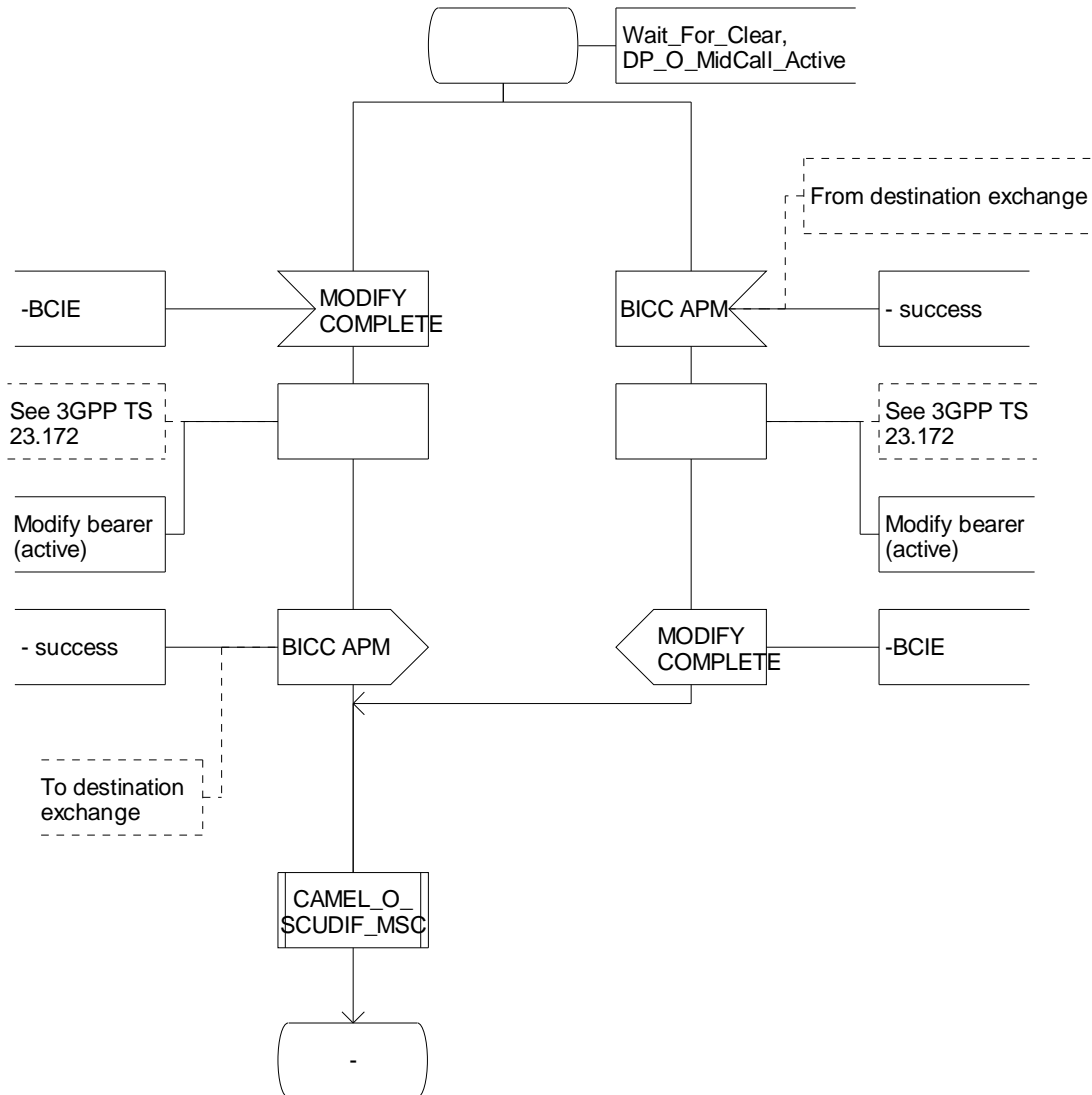 Wait_For_Clear,
DP_O_MidCall_Active
From destination exchange
-BCIE
MODIFY
COMPLETE
BICC APM
- success
See 3GPP TS
23.172
See 3GPP TS
23.172
Modify bearer
(active)
Modify bearer
(active)
- success
BICC APM
MODIFY
COMPLETE
-BCIE
To destination
exchange
CAMEL_O_
SCUDIF_MSC
-